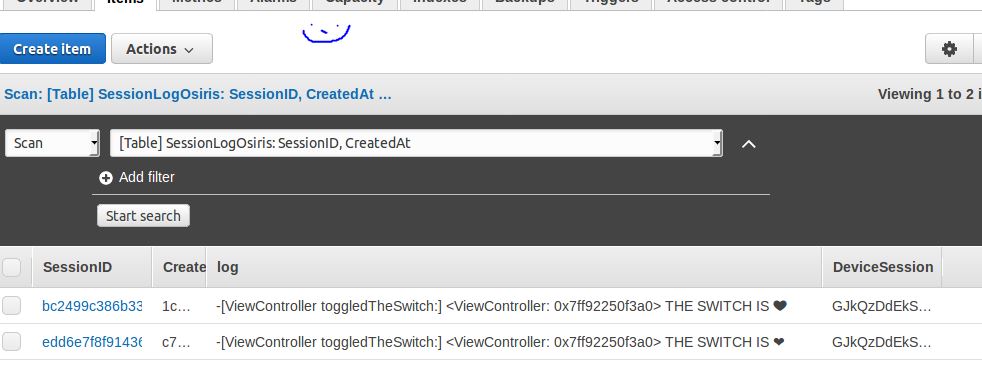 Overview Items Metrics Alarms Capacity Indexes Backups Triggers Access control Tags
Create item Actions
Scan: [Table] SessionLogOsiris: SessionID, CreatedAt ... Viewing 1 to 2 i
Scan [Table] SessionLogOsiris: SessionID, CreatedAt
Add filter
Start search
SessionID Create log DeviceSession
bc2499c386b33 1c... -[ViewController toggledTheSwitch:] <ViewController: 0x7ff92250f3a0> THE SWITCH IS ❤ GJkQzDdEkS...
edd6e7f8f91436 c7... -[ViewController toggledTheSwitch:] <ViewController: 0x7ff92250f3a0> THE SWITCH IS ❤ GJkQzDdEkS...